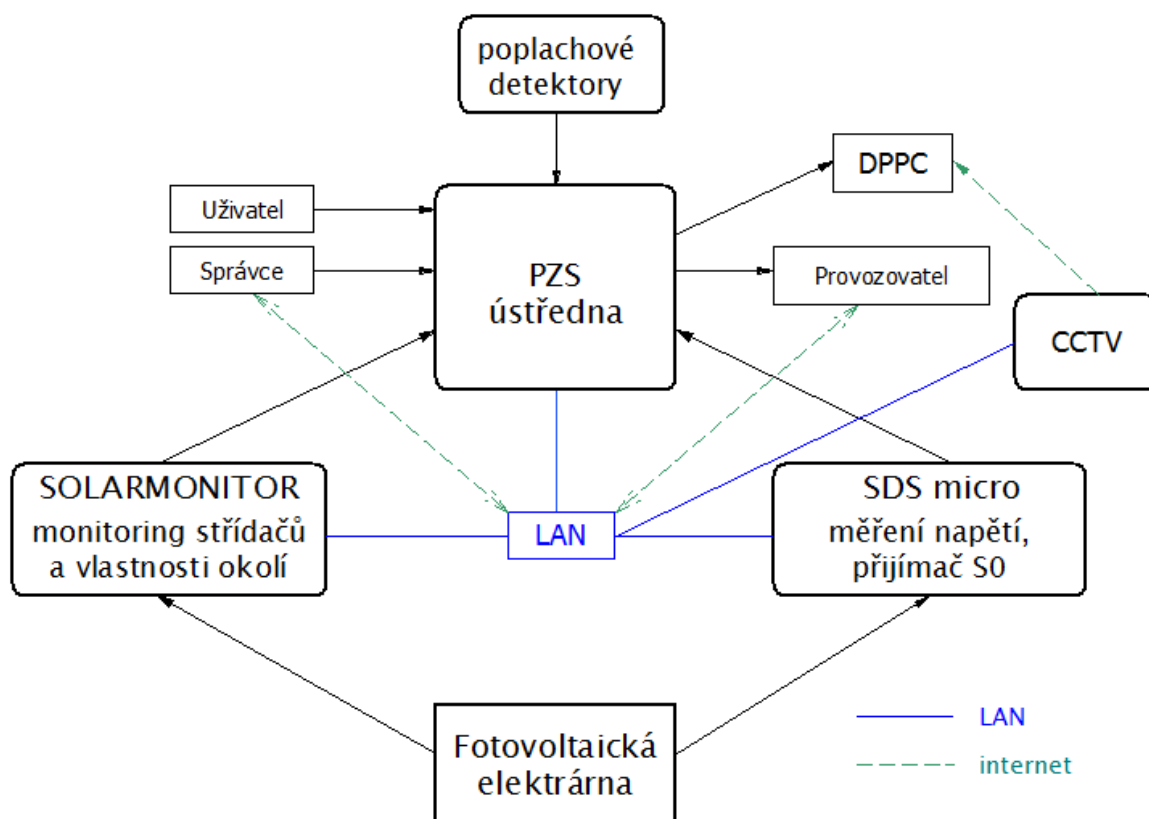 poplachové
detektory
DPPC
Uživatel
Správce
PZS
ústředna
Provozovatel
CCTV
SOLARMONITOR
monitoring střídačů
a vlastnosti okolí
LAN
SDS micro
měření napětí,
přijímač S0
Fotovoltaická
elektrárna
LAN
internet